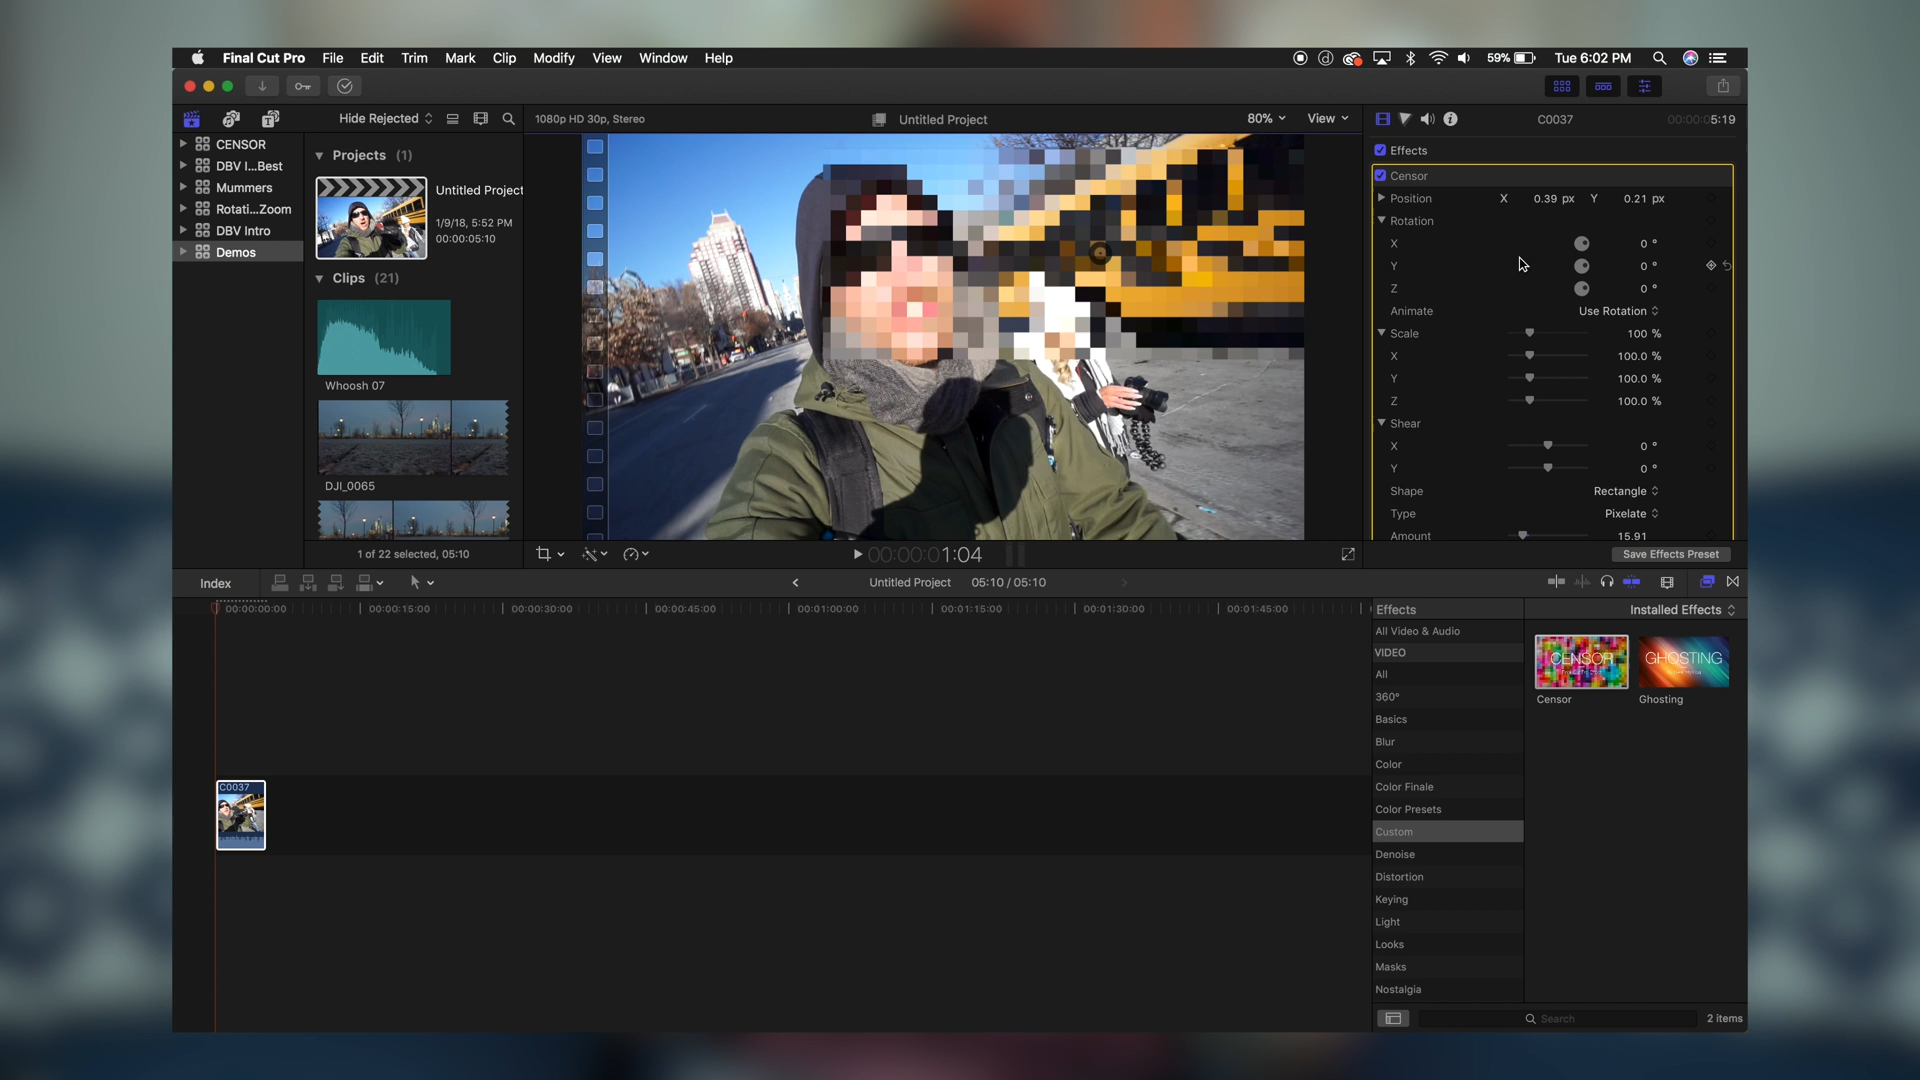 Final Cut Pro File Edit Trim Mark Clip Modify View Window Help 59% Tue 6:02 PM
Hide Rejected 1080p HD 30p, Stereo Untitled Project 80% View C0037 00:00:05:19
CENSOR
DBV I...Best
Mummers
Rotati...Zoom
DBV Intro
Demos
Projects (1)
Untitled Project
1/9/18, 5:52 PM
00:00:05:10
Clips (21)
Whoosh 07
DJI_0065
1 of 22 selected, 05:10
00:00:01:04
Effects
Censor
Position X 0.39 px Y 0.21 px
Rotation
X 0 °
Y 0 °
Z 0 °
Animate Use Rotation
Scale 100 %
X 100.0 %
Y 100.0 %
Z 100.0 %
Shear
X 0 °
Y 0 °
Shape Rectangle
Type Pixelate
Amount 15.91
Save Effects Preset
Index Untitled Project 05:10 / 05:10
00:00:00:00 00:00:15:00 00:00:30:00 00:00:45:00 00:01:00:00 00:01:15:00 00:01:30:00 00:01:45:00
C0037
Effects Installed Effects
All Video & Audio
VIDEO
All
360°
Basics
Blur
Color
Color Finale
Color Presets
Custom
Denoise
Distortion
Keying
Light
Looks
Masks
Nostalgia
CENSOR
Censor
GHOSTING
Ghosting
Search
2 items